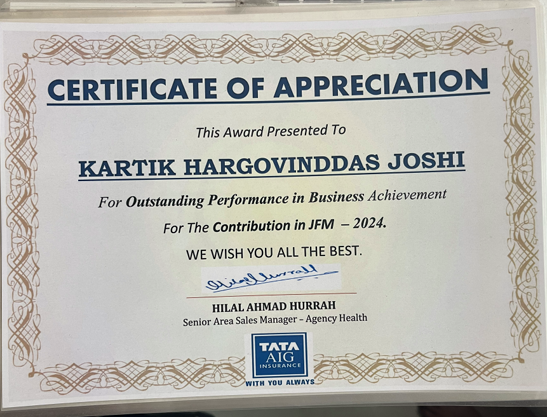 CERTIFICATE OF APPRECIATION
This Award Presented To
KARTIK HARGOVINDDAS JOSHI
For Outstanding Performance in Business Achievement
For The Contribution in JFM – 2024.
WE WISH YOU ALL THE BEST.
HILAL AHMAD HURRAH
Senior Area Sales Manager – Agency Health
TATA
AIG
INSURANCE
WITH YOU ALWAYS